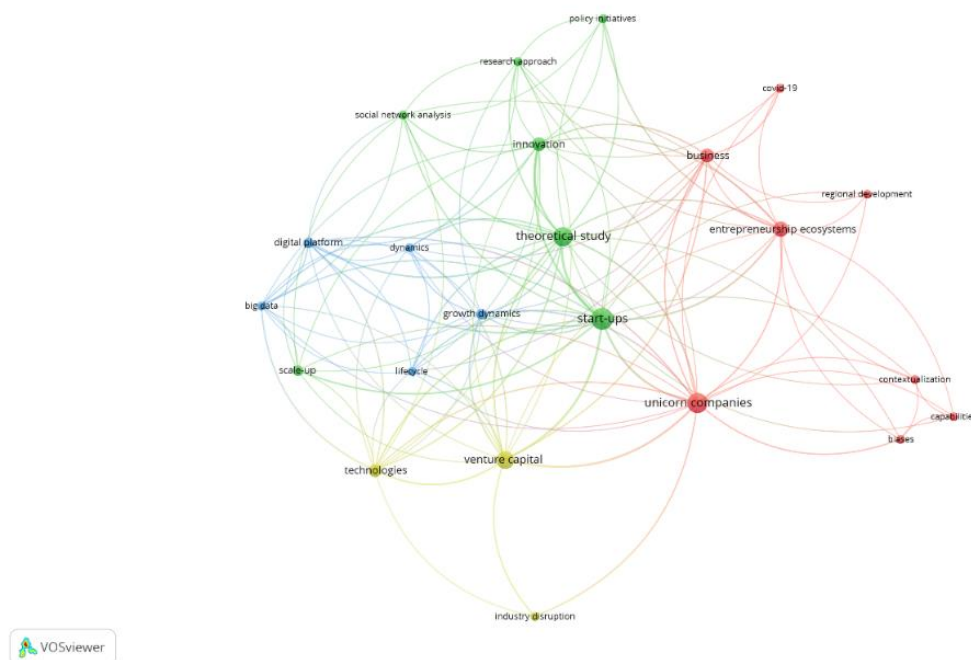 policy initiatives
research approach
covid-19
social network analysis
innovation
business
regional development
entrepreneurship ecosystems
theoretical study
digital platform
dynamics
big data
growth dynamics
start-ups
scale-up
lifecycle
contextualization
unicorn companies
capabilitie
biases
venture capital
technologies
industry disruption
VOSviewer